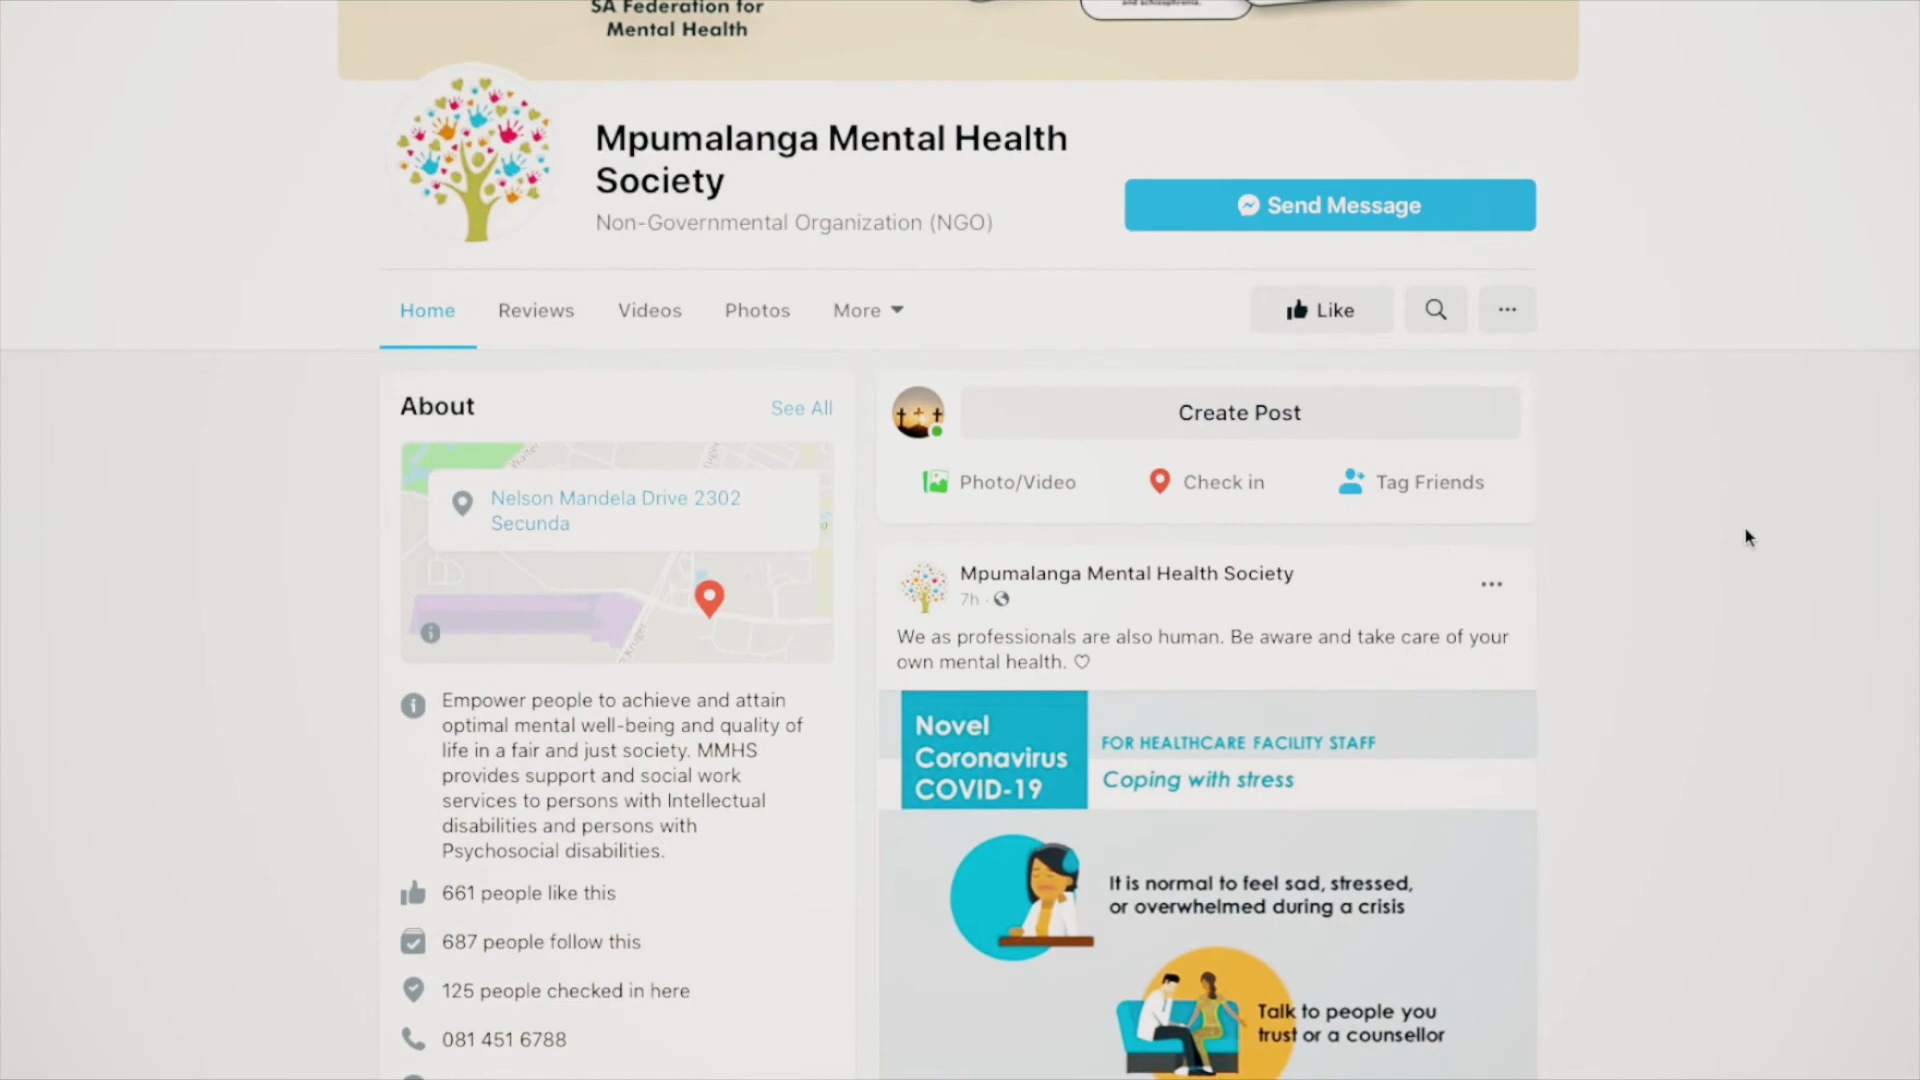 SA Federation for
Mental Health
and schizophrenia.
Mpumalanga Mental Health
Society
Non-Governmental Organization (NGO)
Send Message
Home
Reviews
Videos
Photos
More
Like
About
See All
Nelson Mandela Drive 2302
Secunda
Empower people to achieve and attain
optimal mental well-being and quality of
life in a fair and just society. MMHS
provides support and social work
services to persons with Intellectual
disabilities and persons with
Psychosocial disabilities.
661 people like this
687 people follow this
125 people checked in here
081 451 6788
Create Post
Photo/Video
Check in
Tag Friends
Mpumalanga Mental Health Society
7h
We as professionals are also human. Be aware and take care of your
own mental health. ♡
Novel
Coronavirus
COVID-19
FOR HEALTHCARE FACILITY STAFF
Coping with stress
It is normal to feel sad, stressed,
or overwhelmed during a crisis
Talk to people you
trust or a counsellor